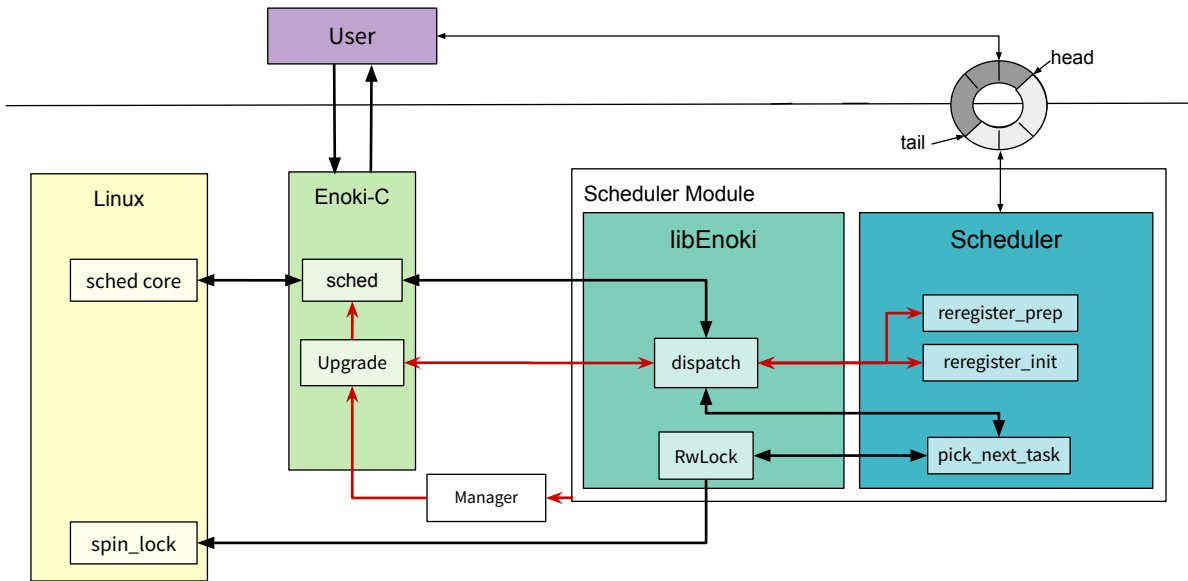 User
head
tail
Linux
Enoki-C
Scheduler Module
libEnoki
Scheduler
sched core
sched
reregister_prep
Upgrade
dispatch
reregister_init
RwLock
pick_next_task
Manager
spin_lock